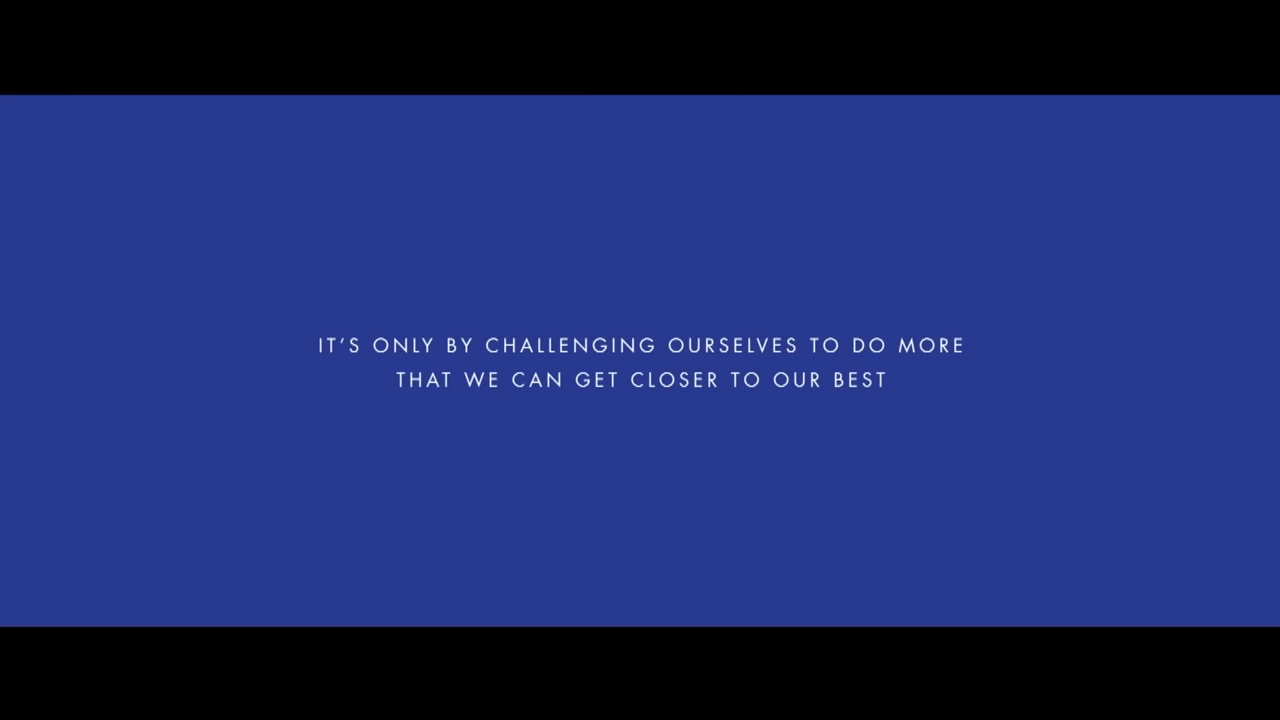 IT’S ONLY BY CHALLENGING OURSELVES TO DO MORE
THAT WE CAN GET CLOSER TO OUR BEST